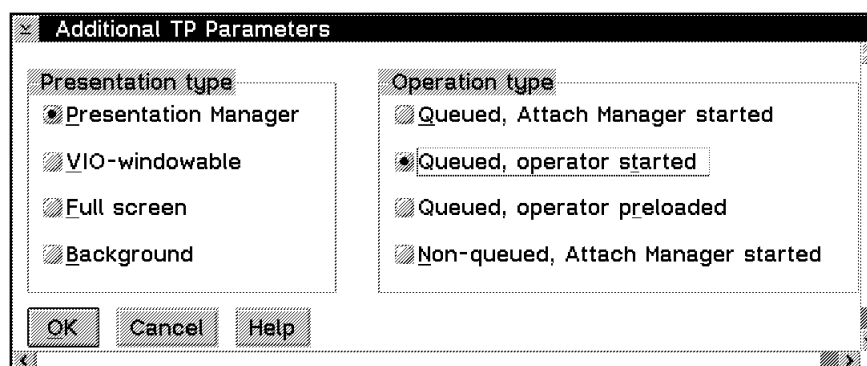 Additional TP Parameters
Presentation type
Presentation Manager
VIO-windowable
Full screen
Background
Operation type
Queued, Attach Manager started
Queued, operator started
Queued, operator preloaded
Non-queued, Attach Manager started
OK
Cancel
Help